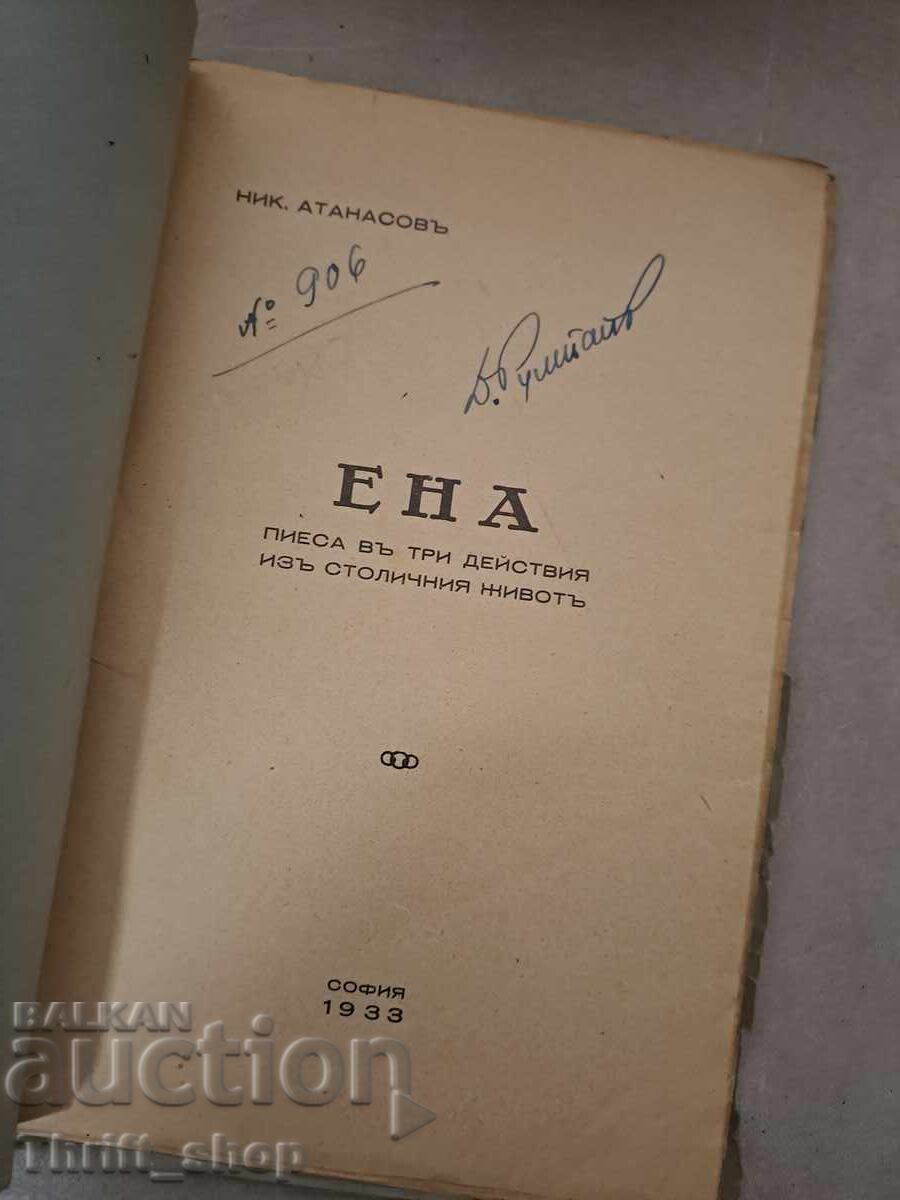 НИК. АТАНАСОВЪ
№ 906
ЕНА
ПИЕСА ВЪ ТРИ ДЕЙСТВИЯ
ИЗЪ СТОЛИЧНИЯ ЖИВОТЪ
СОФИЯ
1933
BALKAN
auction
Thrift_shop